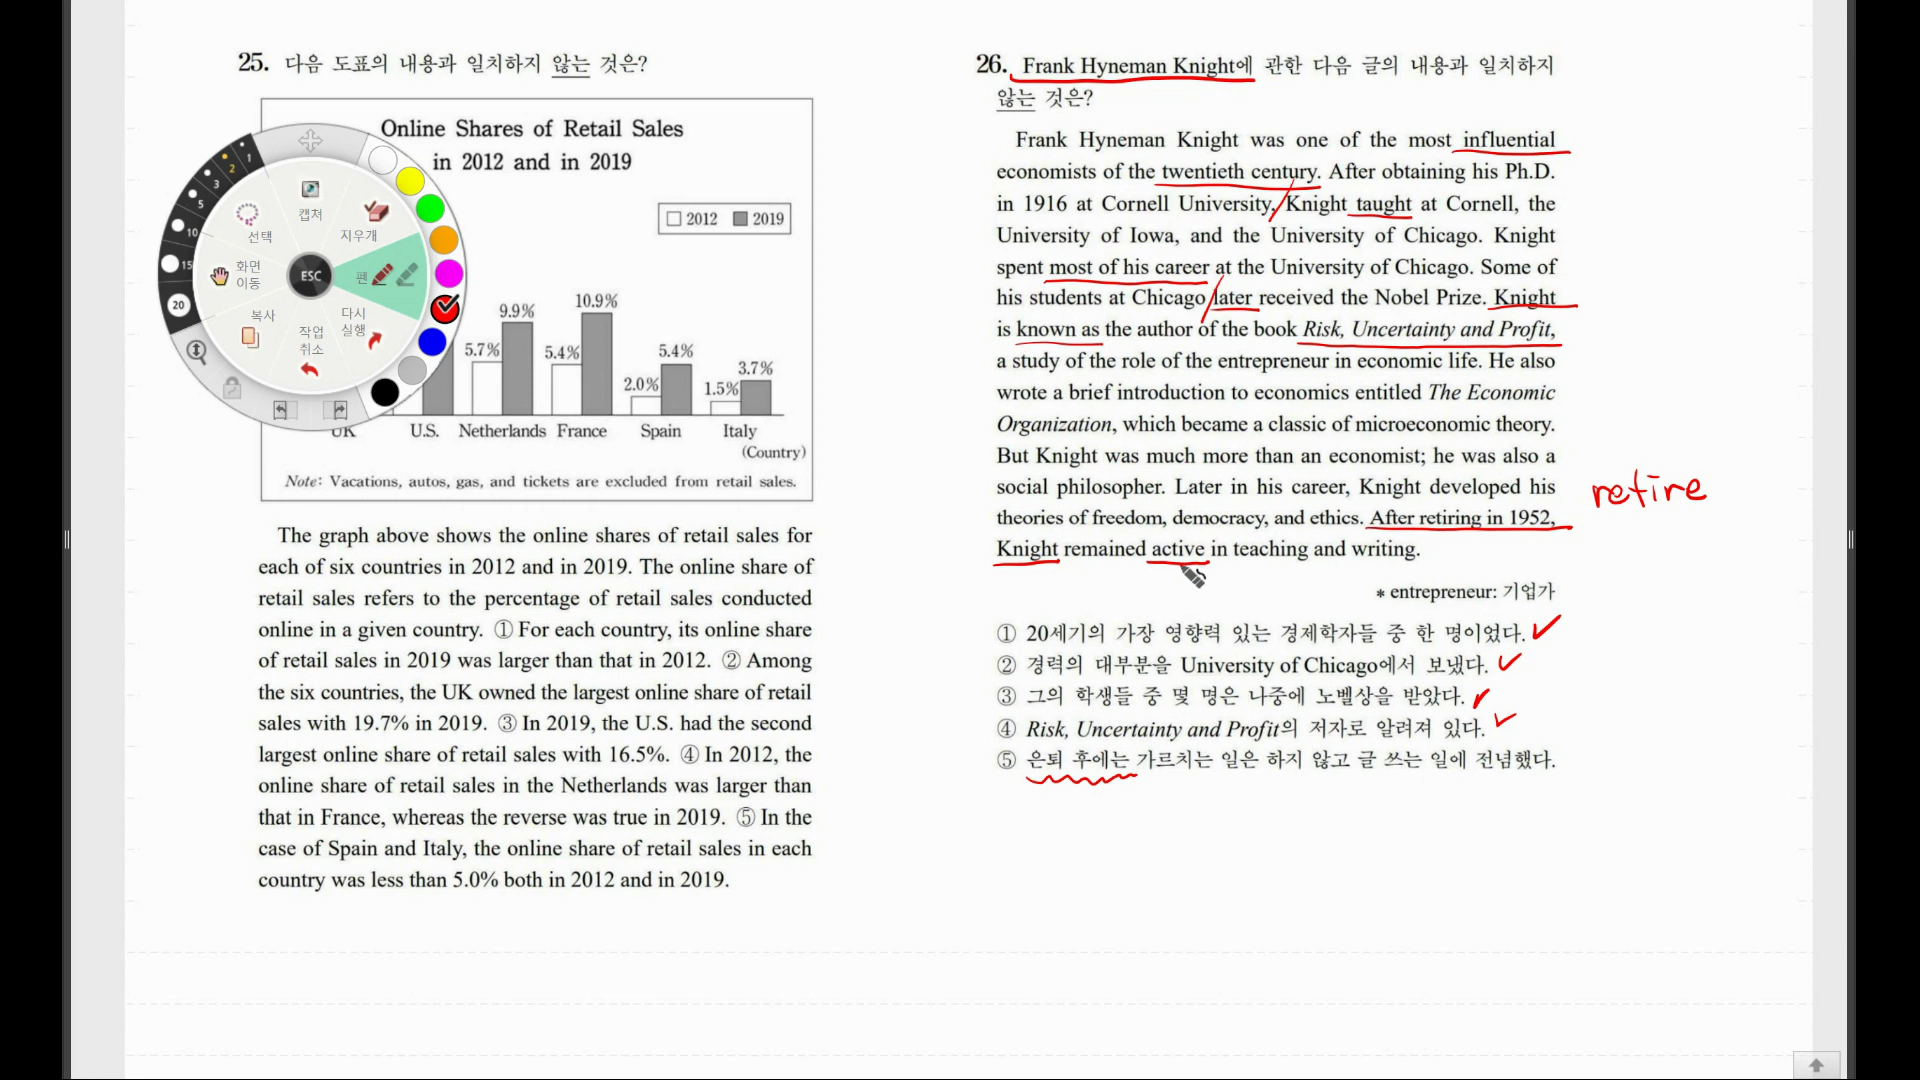 25. 다음 도표의 내용과 일치하지 않는 것은?
Online Shares of Retail Sales
in 2012 and in 2019
2012 2019
1
2
3
5
10
15
20
캡쳐
선택
지우개
화면
이동
ESC
펜
복사
작업
취소
다시
실행
5.7%
9.9%
5.4%
10.9%
2.0%
5.4%
1.5%
3.7%
UK U.S. Netherlands France Spain Italy
(Country)
Note: Vacations, autos, gas, and tickets are excluded from retail sales.
The graph above shows the online shares of retail sales for
each of six countries in 2012 and in 2019. The online share of
retail sales refers to the percentage of retail sales conducted
online in a given country. ① For each country, its online share
of retail sales in 2019 was larger than that in 2012. ② Among
the six countries, the UK owned the largest online share of retail
sales with 19.7% in 2019. ③ In 2019, the U.S. had the second
largest online share of retail sales with 16.5%. ④ In 2012, the
online share of retail sales in the Netherlands was larger than
that in France, whereas the reverse was true in 2019. ⑤ In the
case of Spain and Italy, the online share of retail sales in each
country was less than 5.0% both in 2012 and in 2019.
26. Frank Hyneman Knight에 관한 다음 글의 내용과 일치하지
않는 것은?
Frank Hyneman Knight was one of the most influential
economists of the twentieth century. After obtaining his Ph.D.
in 1916 at Cornell University, Knight taught at Cornell, the
University of Iowa, and the University of Chicago. Knight
spent most of his career at the University of Chicago. Some of
his students at Chicago later received the Nobel Prize. Knight
is known as the author of the book Risk, Uncertainty and Profit,
a study of the role of the entrepreneur in economic life. He also
wrote a brief introduction to economics entitled The Economic
Organization, which became a classic of microeconomic theory.
But Knight was much more than an economist; he was also a
social philosopher. Later in his career, Knight developed his
theories of freedom, democracy, and ethics. After retiring in 1952,
Knight remained active in teaching and writing.
retire
* entrepreneur: 기업가
① 20세기의 가장 영향력 있는 경제학자들 중 한 명이었다.
② 경력의 대부분을 University of Chicago에서 보냈다.
③ 그의 학생들 중 몇 명은 나중에 노벨상을 받았다.
④ Risk, Uncertainty and Profit의 저자로 알려져 있다.
⑤ 은퇴 후에는 가르치는 일은 하지 않고 글 쓰는 일에 전념했다.